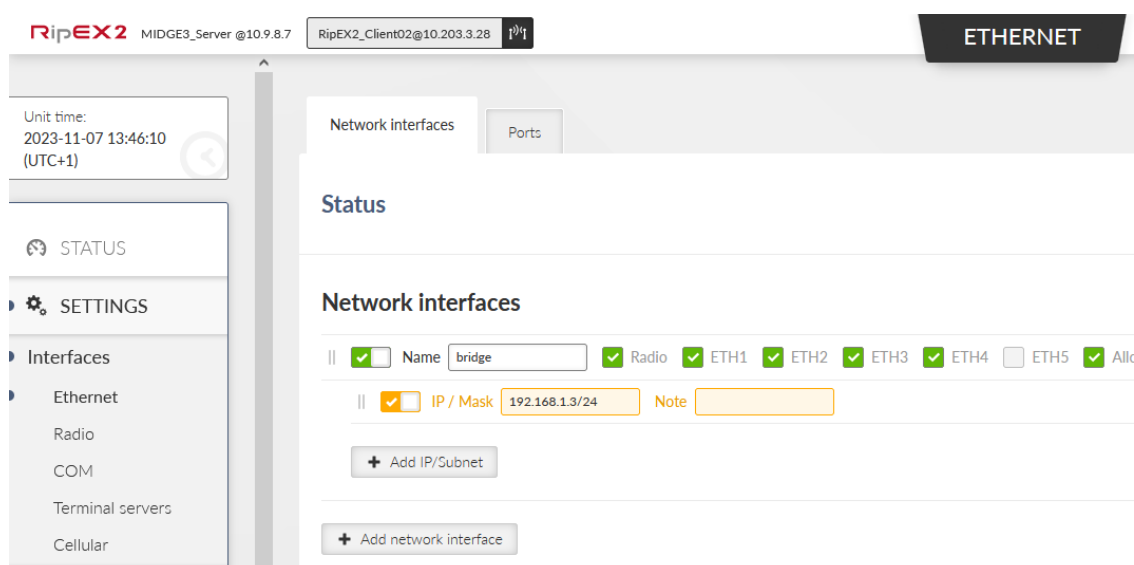 RipEX2 MIDGE3_Server @10.9.8.7 RipEX2_Client02@10.203.3.28 ETHERNET
Unit time:
2023-11-07 13:46:10
(UTC+1)
Network interfaces Ports
Status
STATUS
SETTINGS
Network interfaces
Interfaces
Name bridge Radio ETH1 ETH2 ETH3 ETH4 ETH5 Allo
Ethernet
IP / Mask 192.168.1.3/24 Note
Radio
COM
Add IP/Subnet
Terminal servers
Cellular
Add network interface